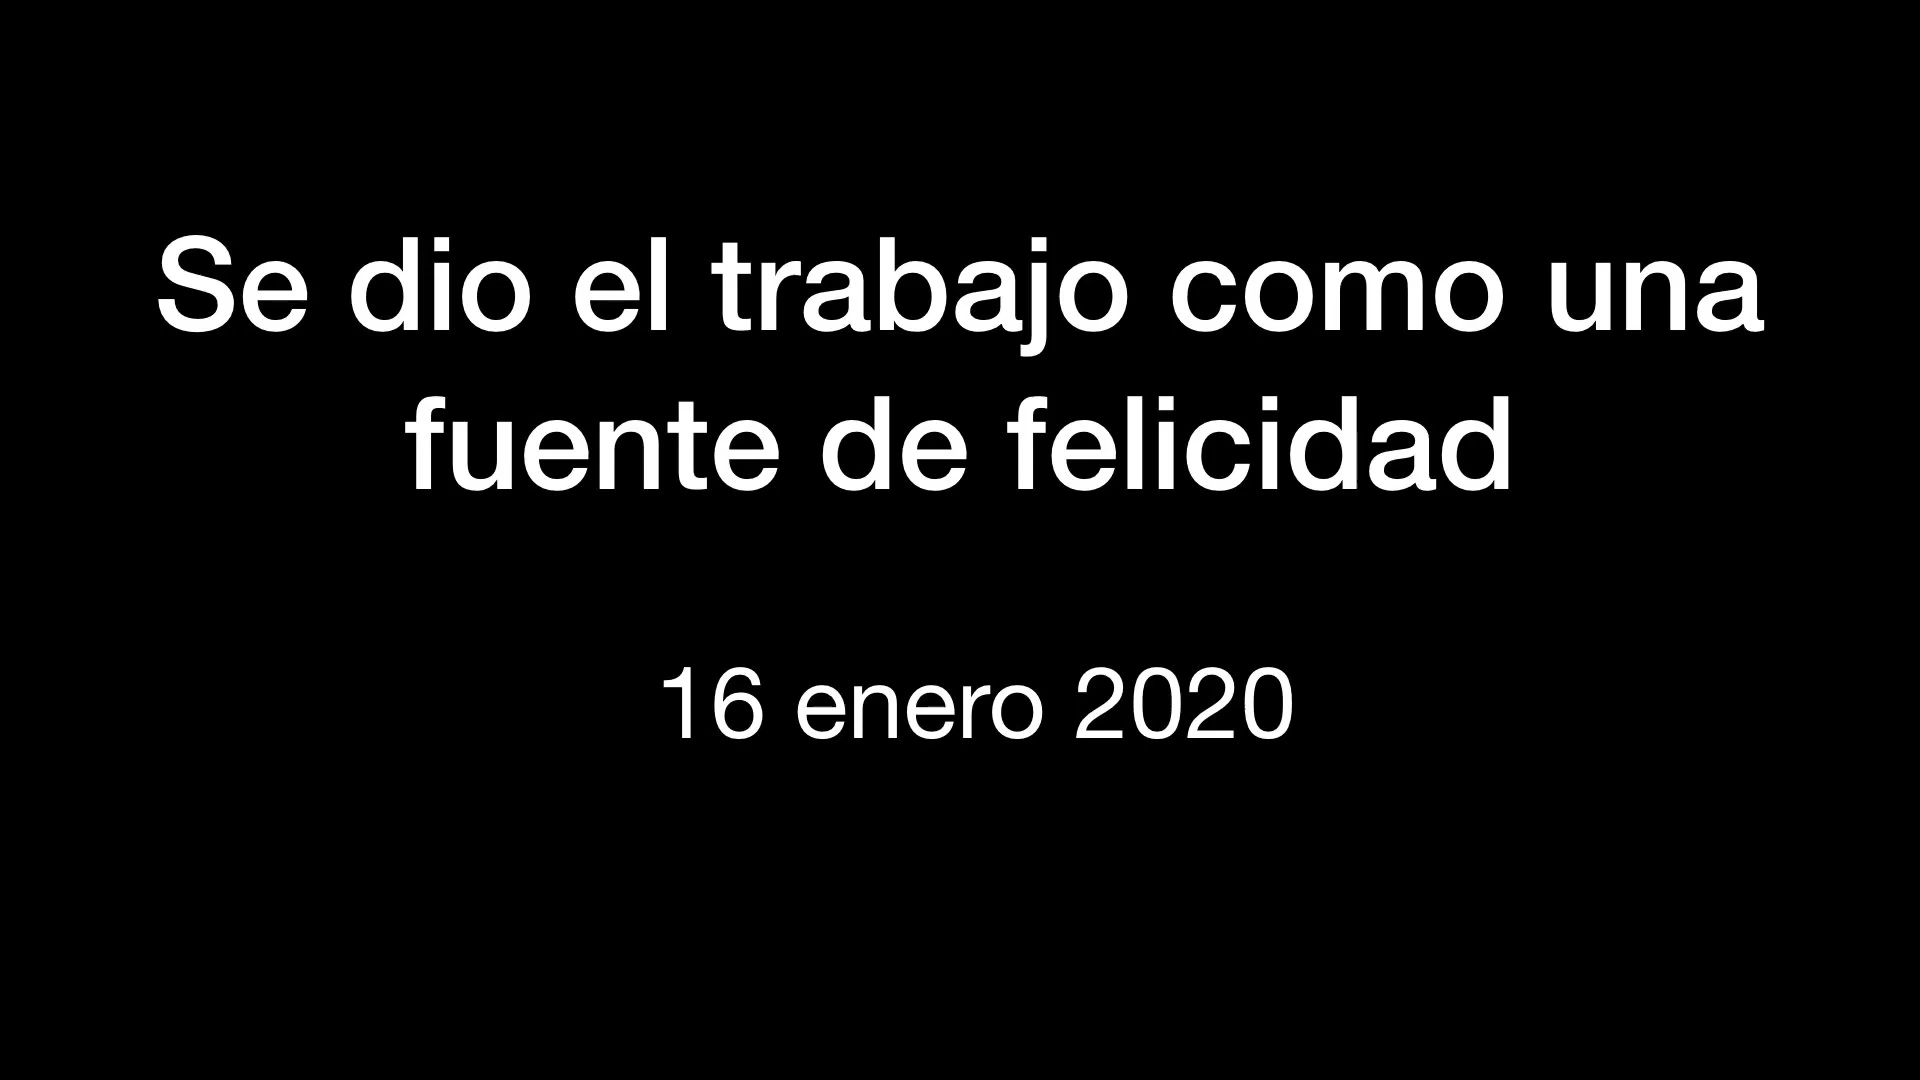 Se dio el trabajo como una
fuente de felicidad
16 enero 2020